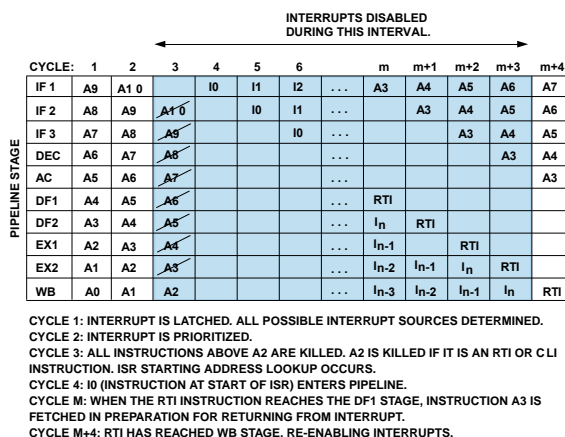 INTERRUPTS DISABLED
DURING THIS INTERVAL.
CYCLE: 1 2 3 4 5 6 m m+1 m+2 m+3 m+4
PIPELINE STAGE
IF 1 A9 A1 0 I0 I1 I2 . . . A3 A4 A5 A6 A7
IF 2 A8 A9 A1 0 I0 I1 . . . A3 A4 A5 A6
IF 3 A7 A8 A9 I0 . . . A3 A4 A5
DEC A6 A7 A8 . . . A3 A4
AC A5 A6 A7 . . . A3
DF1 A4 A5 A6 . . . RTI
DF2 A3 A4 A5 . . . In RTI
EX1 A2 A3 A4 . . . In-1 RTI
EX2 A1 A2 A3 . . . In-2 In-1 In RTI
WB A0 A1 A2 . . . In-3 In-2 In-1 In RTI
CYCLE 1: INTERRUPT IS LATCHED. ALL POSSIBLE INTERRUPT SOURCES DETERMINED.
CYCLE 2: INTERRUPT IS PRIORITIZED.
CYCLE 3: ALL INSTRUCTIONS ABOVE A2 ARE KILLED. A2 IS KILLED IF IT IS AN RTI OR CLI
INSTRUCTION. ISR STARTING ADDRESS LOOKUP OCCURS.
CYCLE 4: I0 (INSTRUCTION AT START OF ISR) ENTERS PIPELINE.
CYCLE M: WHEN THE RTI INSTRUCTION REACHES THE DF1 STAGE, INSTRUCTION A3 IS
FETCHED IN PREPARATION FOR RETURNING FROM INTERRUPT.
CYCLE M+4: RTI HAS REACHED WB STAGE. RE-ENABLING INTERRUPTS.